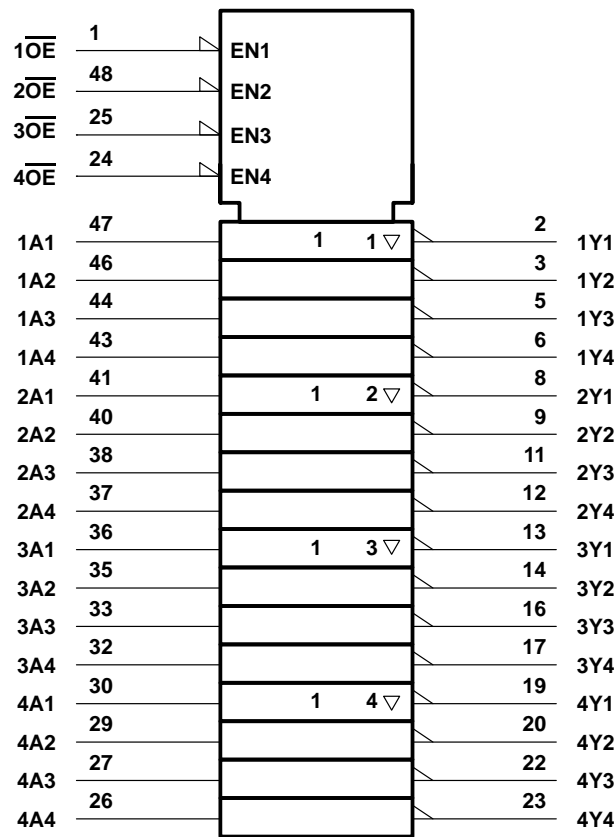 1O̅E̅ 1 EN1
2O̅E̅ 48 EN2
3O̅E̅ 25 EN3
4O̅E̅ 24 EN4
1A1 47 1 1 ▽ 2 1Y1
1A2 46 3 1Y2
1A3 44 5 1Y3
1A4 43 6 1Y4
2A1 41 1 2 ▽ 8 2Y1
2A2 40 9 2Y2
2A3 38 11 2Y3
2A4 37 12 2Y4
3A1 36 1 3 ▽ 13 3Y1
3A2 35 14 3Y2
3A3 33 16 3Y3
3A4 32 17 3Y4
4A1 30 1 4 ▽ 19 4Y1
4A2 29 20 4Y2
4A3 27 22 4Y3
4A4 26 23 4Y4